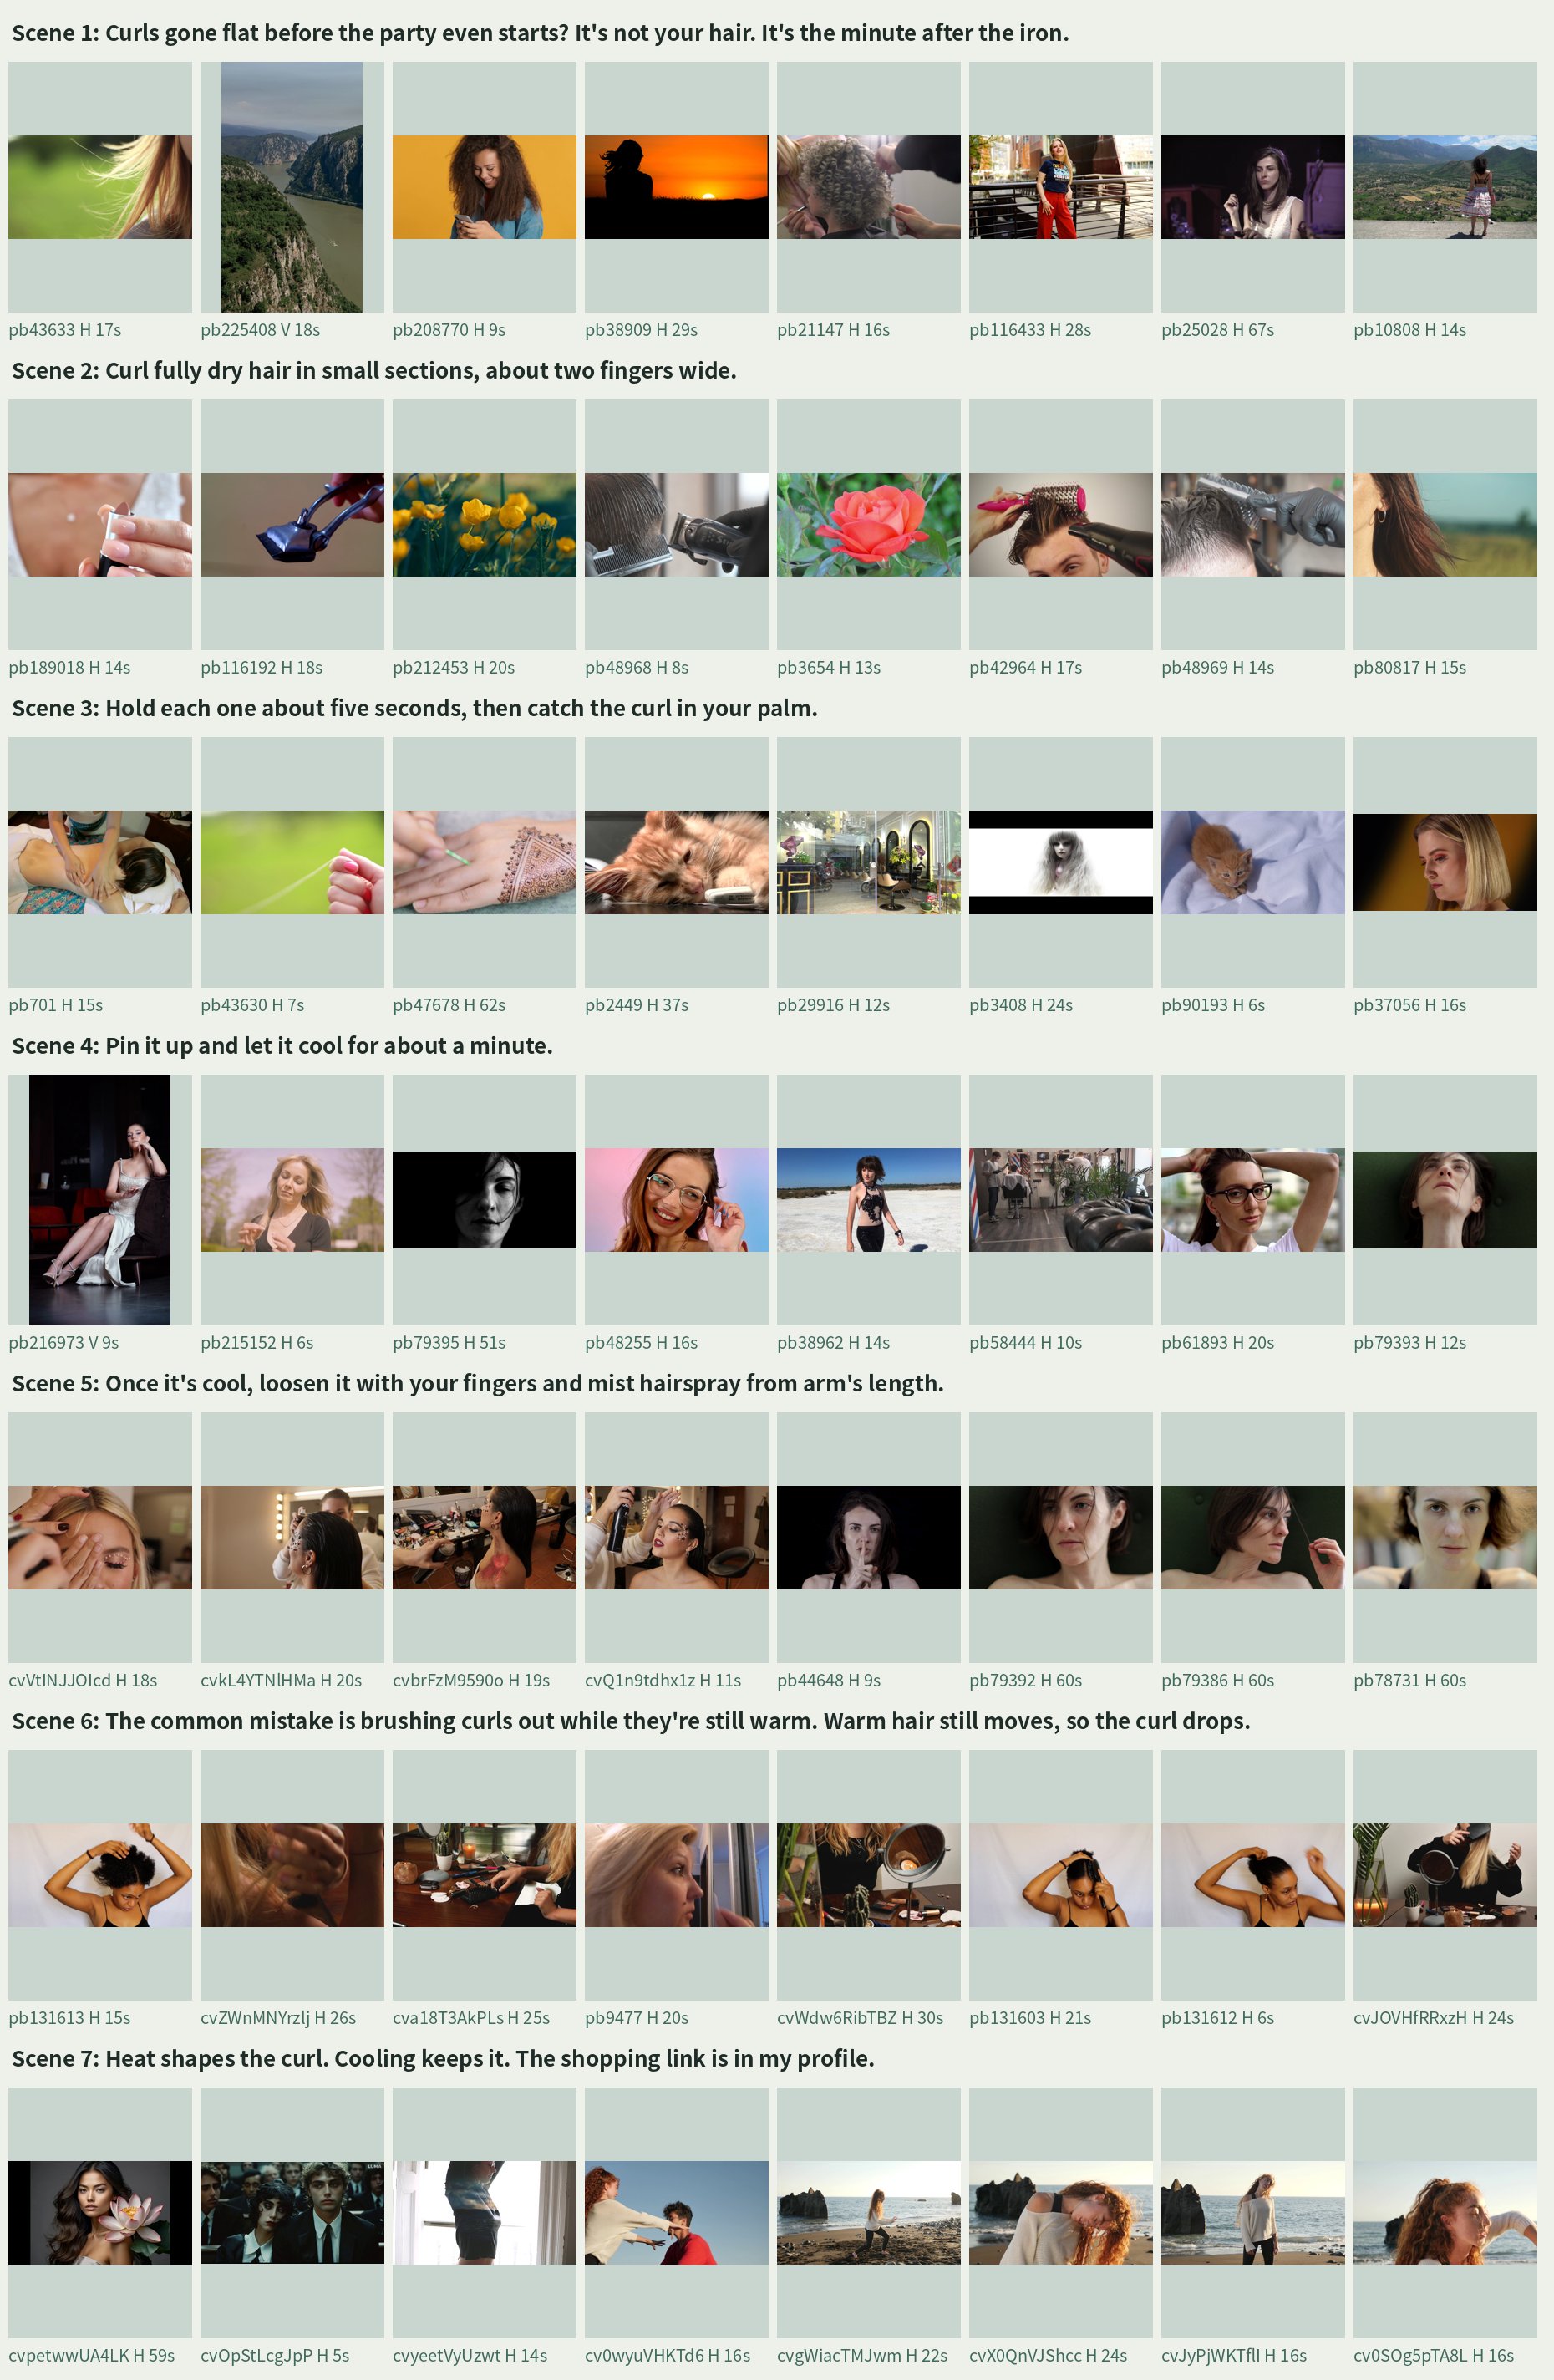 Scene 1: Curls gone flat before the party even starts? It's not your hair. It's the minute after the iron.
pb43633 H 17s pb225408 V 18s pb208770 H 9s pb38909 H 29s pb21147 H 16s pb116433 H 28s pb25028 H 67s pb10808 H 14s
Scene 2: Curl fully dry hair in small sections, about two fingers wide.
pb189018 H 14s pb116192 H 18s pb212453 H 20s pb48968 H 8s pb3654 H 13s pb42964 H 17s pb48969 H 14s pb80817 H 15s
Scene 3: Hold each one about five seconds, then catch the curl in your palm.
pb701 H 15s pb43630 H 7s pb47678 H 62s pb2449 H 37s pb29916 H 12s pb3408 H 24s pb90193 H 6s pb37056 H 16s
Scene 4: Pin it up and let it cool for about a minute.
pb216973 V 9s pb215152 H 6s pb79395 H 51s pb48255 H 16s pb38962 H 14s pb58444 H 10s pb61893 H 20s pb79393 H 12s
Scene 5: Once it's cool, loosen it with your fingers and mist hairspray from arm's length.
cvVtINJJOIcd H 18s cvkL4YTNlHMa H 20s cvbrFzM9590o H 19s cvQ1n9tdhx1z H 11s pb44648 H 9s pb79392 H 60s pb79386 H 60s pb78731 H 60s
Scene 6: The common mistake is brushing curls out while they're still warm. Warm hair still moves, so the curl drops.
pb131613 H 15s cvZWnMNYrzlj H 26s cva18T3AkPLs H 25s pb9477 H 20s cvWdw6RibTBZ H 30s pb131603 H 21s pb131612 H 6s cvJOVHfRRxzH H 24s
Scene 7: Heat shapes the curl. Cooling keeps it. The shopping link is in my profile.
cvpetwwUA4LK H 59s cvOpStLcgJpP H 5s cvyeetVyUzwt H 14s cv0wyuVHKTd6 H 16s cvgWiacTMJwm H 22s cvX0QnVJShcc H 24s cvJyPjWKTflI H 16s cv0SOg5pTA8L H 16s